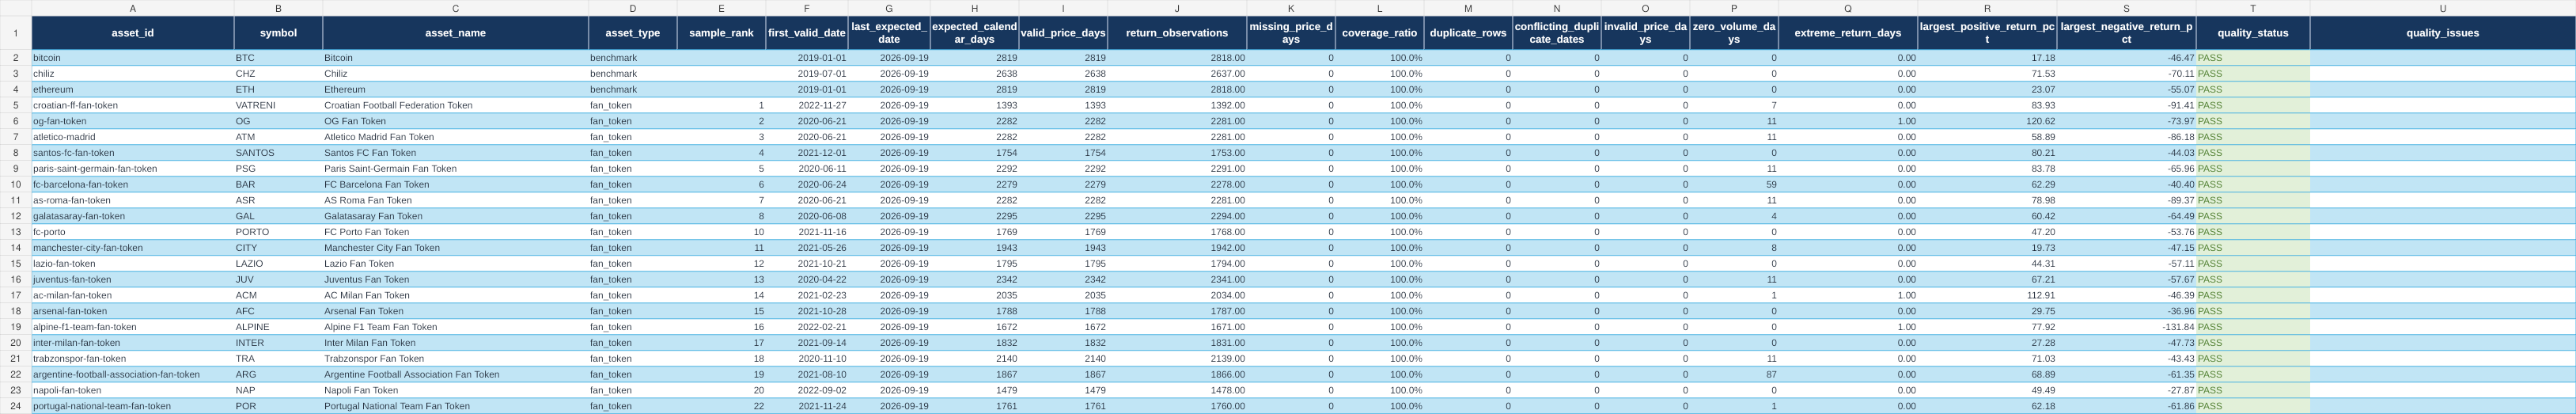 A B C D E F G H I J K L M N O P Q R S T U
1 asset_id symbol asset_name asset_type sample_rank first_valid_date last_expected_date expected_calendar_days valid_price_days return_observations missing_price_days coverage_ratio duplicate_rows conflicting_duplicate_dates invalid_price_days zero_volume_days extreme_return_days largest_positive_return_pct largest_negative_return_pct quality_status quality_issues
2 bitcoin BTC Bitcoin benchmark 2019-01-01 2026-09-19 2819 2819 2818.00 0 100.0% 0 0 0 0 0.00 17.18 -46.47 PASS
3 chiliz CHZ Chiliz benchmark 2019-07-01 2026-09-19 2638 2638 2637.00 0 100.0% 0 0 0 0 0.00 71.53 -70.11 PASS
4 ethereum ETH Ethereum benchmark 2019-01-01 2026-09-19 2819 2819 2818.00 0 100.0% 0 0 0 0 0.00 23.07 -55.07 PASS
5 croatian-ff-fan-token VATRENI Croatian Football Federation Token fan_token 1 2022-11-27 2026-09-19 1393 1393 1392.00 0 100.0% 0 0 0 7 0.00 83.93 -91.41 PASS
6 og-fan-token OG OG Fan Token fan_token 2 2020-06-21 2026-09-19 2282 2282 2281.00 0 100.0% 0 0 0 11 1.00 120.62 -73.97 PASS
7 atletico-madrid ATM Atletico Madrid Fan Token fan_token 3 2020-06-21 2026-09-19 2282 2282 2281.00 0 100.0% 0 0 0 11 0.00 58.89 -86.18 PASS
8 santos-fc-fan-token SANTOS Santos FC Fan Token fan_token 4 2021-12-01 2026-09-19 1754 1754 1753.00 0 100.0% 0 0 0 0 0.00 80.21 -44.03 PASS
9 paris-saint-germain-fan-token PSG Paris Saint-Germain Fan Token fan_token 5 2020-06-11 2026-09-19 2292 2292 2291.00 0 100.0% 0 0 0 11 0.00 83.78 -65.96 PASS
10 fc-barcelona-fan-token BAR FC Barcelona Fan Token fan_token 6 2020-06-24 2026-09-19 2279 2279 2278.00 0 100.0% 0 0 0 59 0.00 62.29 -40.40 PASS
11 as-roma-fan-token ASR AS Roma Fan Token fan_token 7 2020-06-21 2026-09-19 2282 2282 2281.00 0 100.0% 0 0 0 11 0.00 78.98 -89.37 PASS
12 galatasaray-fan-token GAL Galatasaray Fan Token fan_token 8 2020-06-08 2026-09-19 2295 2295 2294.00 0 100.0% 0 0 0 4 0.00 60.42 -64.49 PASS
13 fc-porto PORTO FC Porto Fan Token fan_token 10 2021-11-16 2026-09-19 1769 1769 1768.00 0 100.0% 0 0 0 0 0.00 47.20 -53.76 PASS
14 manchester-city-fan-token CITY Manchester City Fan Token fan_token 11 2021-05-26 2026-09-19 1943 1943 1942.00 0 100.0% 0 0 0 8 0.00 19.73 -47.15 PASS
15 lazio-fan-token LAZIO Lazio Fan Token fan_token 12 2021-10-21 2026-09-19 1795 1795 1794.00 0 100.0% 0 0 0 0 0.00 44.31 -57.11 PASS
16 juventus-fan-token JUV Juventus Fan Token fan_token 13 2020-04-22 2026-09-19 2342 2342 2341.00 0 100.0% 0 0 0 11 0.00 67.21 -57.67 PASS
17 ac-milan-fan-token ACM AC Milan Fan Token fan_token 14 2021-02-23 2026-09-19 2035 2035 2034.00 0 100.0% 0 0 0 1 1.00 112.91 -46.39 PASS
18 arsenal-fan-token AFC Arsenal Fan Token fan_token 15 2021-10-28 2026-09-19 1788 1788 1787.00 0 100.0% 0 0 0 0 0.00 29.75 -36.96 PASS
19 alpine-f1-team-fan-token ALPINE Alpine F1 Team Fan Token fan_token 16 2022-02-21 2026-09-19 1672 1672 1671.00 0 100.0% 0 0 0 0 1.00 77.92 -131.84 PASS
20 inter-milan-fan-token INTER Inter Milan Fan Token fan_token 17 2021-09-14 2026-09-19 1832 1832 1831.00 0 100.0% 0 0 0 0 0.00 27.28 -47.73 PASS
21 trabzonspor-fan-token TRA Trabzonspor Fan Token fan_token 18 2020-11-10 2026-09-19 2140 2140 2139.00 0 100.0% 0 0 0 11 0.00 71.03 -43.43 PASS
22 argentine-football-association-fan-token ARG Argentine Football Association Fan Token fan_token 19 2021-08-10 2026-09-19 1867 1867 1866.00 0 100.0% 0 0 0 87 0.00 68.89 -61.35 PASS
23 napoli-fan-token NAP Napoli Fan Token fan_token 20 2022-09-02 2026-09-19 1479 1479 1478.00 0 100.0% 0 0 0 0 0.00 49.49 -27.87 PASS
24 portugal-national-team-fan-token POR Portugal National Team Fan Token fan_token 22 2021-11-24 2026-09-19 1761 1761 1760.00 0 100.0% 0 0 0 1 0.00 62.18 -61.86 PASS